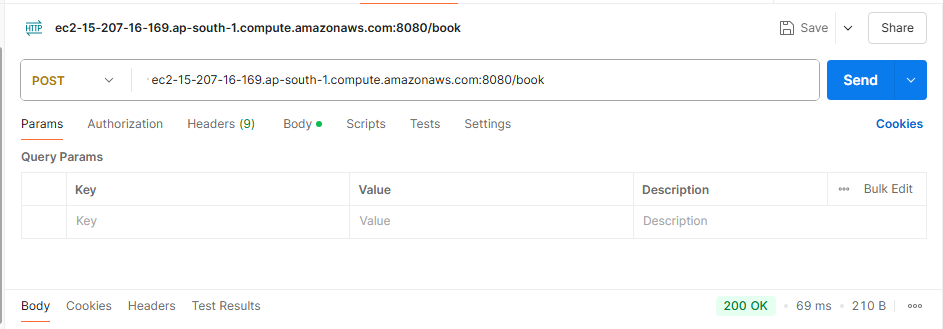 HTTP ec2-15-207-16-169.ap-south-1.compute.amazonaws.com:8080/book Save Share
POST ec2-15-207-16-169.ap-south-1.compute.amazonaws.com:8080/book Send
Params Authorization Headers (9) Body Scripts Tests Settings Cookies
Query Params
Key Value Description Bulk Edit
Key Value Description
Body Cookies Headers Test Results 200 OK 69 ms 210 B